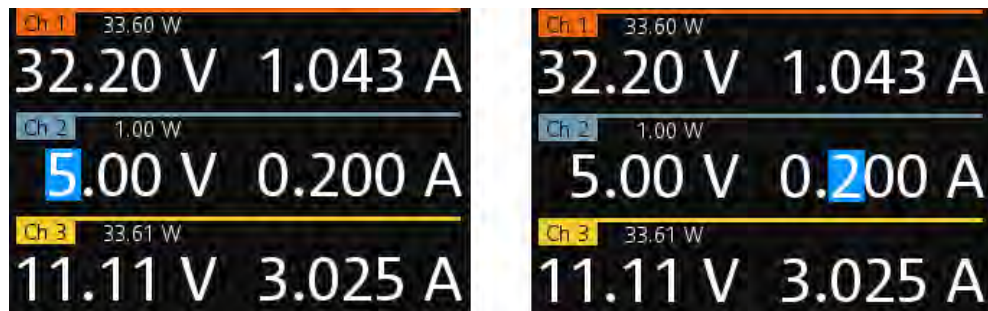 Ch 1 33.60 W
32.20 V 1.043 A
Ch 2 1.00 W
5.00 V 0.200 A
Ch 3 33.61 W
11.11 V 3.025 A
Ch 1 33.60 W
32.20 V 1.043 A
Ch 2 1.00 W
5.00 V 0.200 A
Ch 3 33.61 W
11.11 V 3.025 A